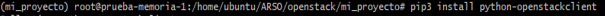 (mi_proyecto) root@prueba-memoria-1:/home/ubuntu/ARSO/openstack/mi_proyecto# pip3 install python-openstackclient